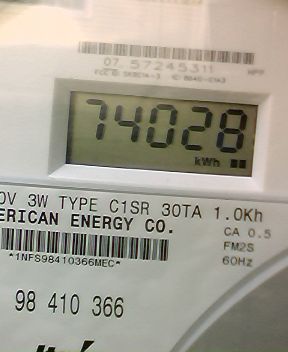 07 57245311
74028
kWh
0V 3W TYPE C1SR 30TA 1.0Kh
ERICAN ENERGY CO.
CA 0.5
FM2S
*1NFS98410366MEC*
60Hz
98 410 366